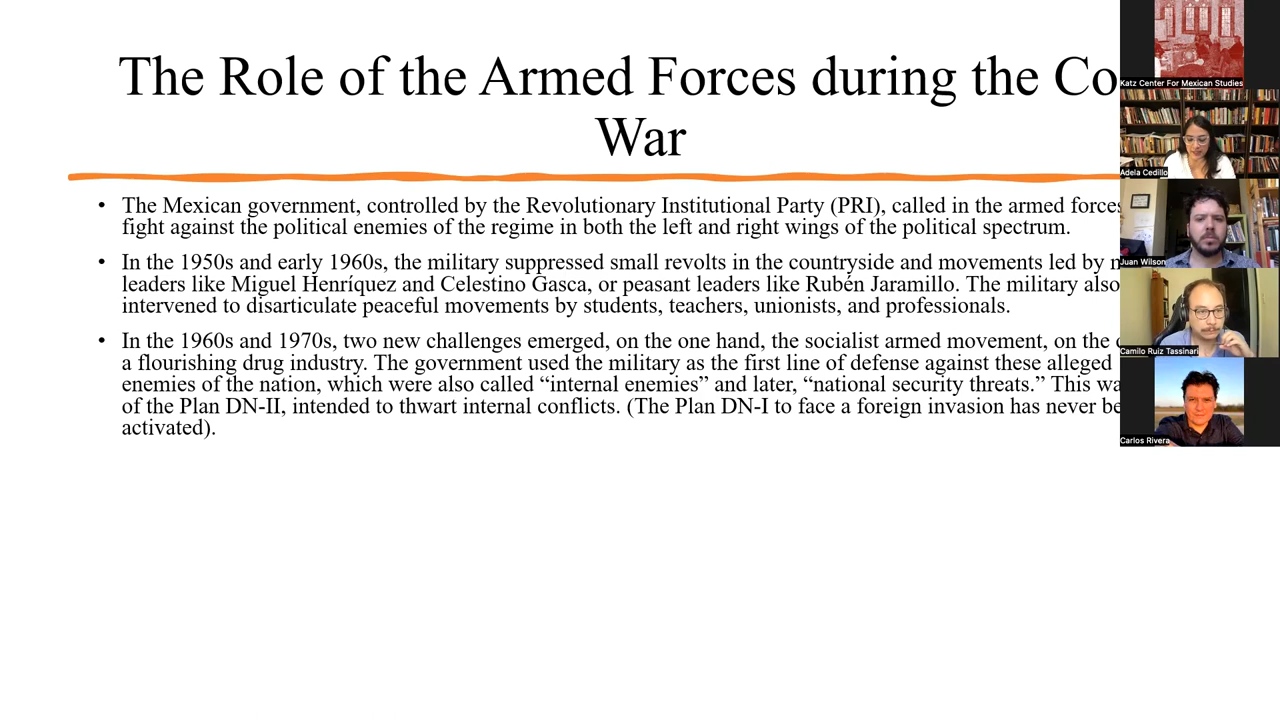 The Role of the Armed Forces during the Co
War
• The Mexican government, controlled by the Revolutionary Institutional Party (PRI), called in the armed forces
fight against the political enemies of the regime in both the left and right wings of the political spectrum.
• In the 1950s and early 1960s, the military suppressed small revolts in the countryside and movements led by
leaders like Miguel Henríquez and Celestino Gasca, or peasant leaders like Rubén Jaramillo. The military also
intervened to disarticulate peaceful movements by students, teachers, unionists, and professionals.
• In the 1960s and 1970s, two new challenges emerged, on the one hand, the socialist armed movement, on the
a flourishing drug industry. The government used the military as the first line of defense against these alleged
enemies of the nation, which were also called “internal enemies” and later, “national security threats.” This wa
of the Plan DN-II, intended to thwart internal conflicts. (The Plan DN-I to face a foreign invasion has never be
activated).
Katz Center For Mexican Studies
Adela Cedillo
Juan Wilson
Camilo Ruiz Tassinari
Carlos Rivera